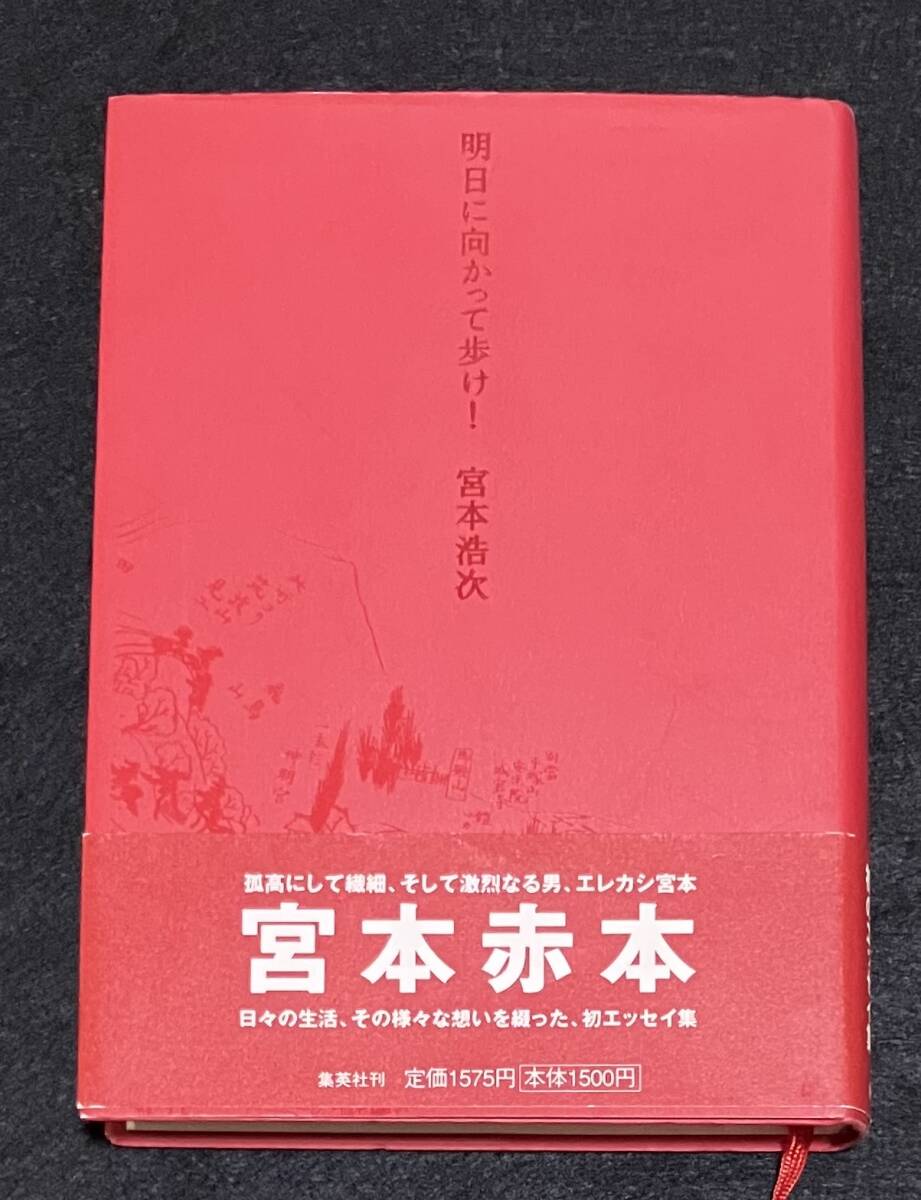 明日に向かって歩け! 宮本浩次
神明宮
孤高にして繊細、そして激烈なる男、エレカシ宮本
宮本赤本
日々の生活、その様々な想いを綴った、初エッセイ集
集英社刊 定価1575円 本体1500円